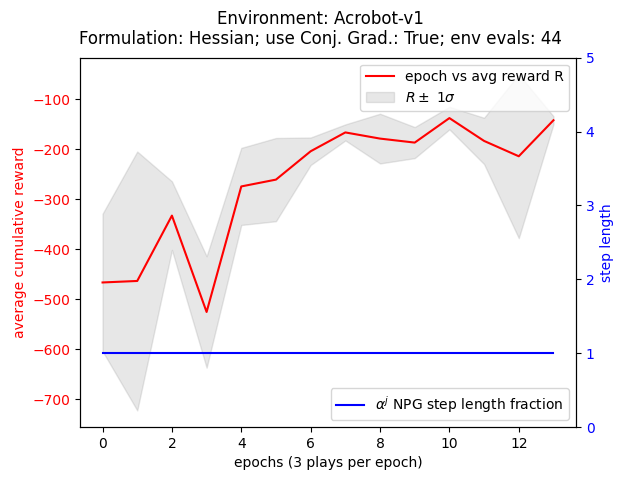 Environment: Acrobot-v1
Formulation: Hessian; use Conj. Grad.: True; env evals: 44
epoch vs avg reward R
R ± 1σ
−100
−200
−300
−400
−500
−600
−700
average cumulative reward
5
4
3
2
1
0
step length
α^j NPG step length fraction
0 2 4 6 8 10 12
epochs (3 plays per epoch)